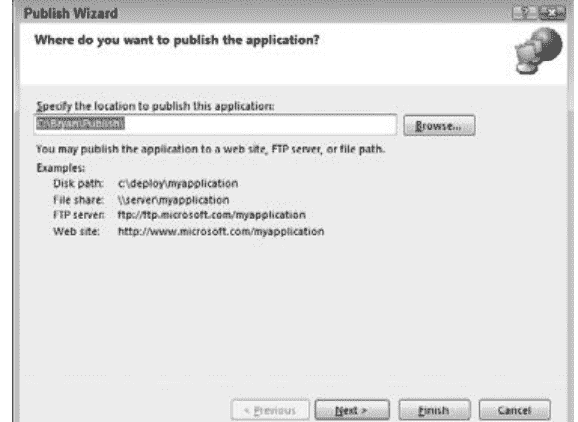 Publish Wizard
Where do you want to publish the application?
Specify the location to publish this application:
C:\Bryan\Publish\
Browse...
You may publish the application to a web site, FTP server, or file path.
Examples:
Disk path: c:\deploy\myapplication
File share: \\server\myapplication
FTP server: ftp://ftp.microsoft.com/myapplication
Web site: http://www.microsoft.com/myapplication
< Previous Next > Finish Cancel